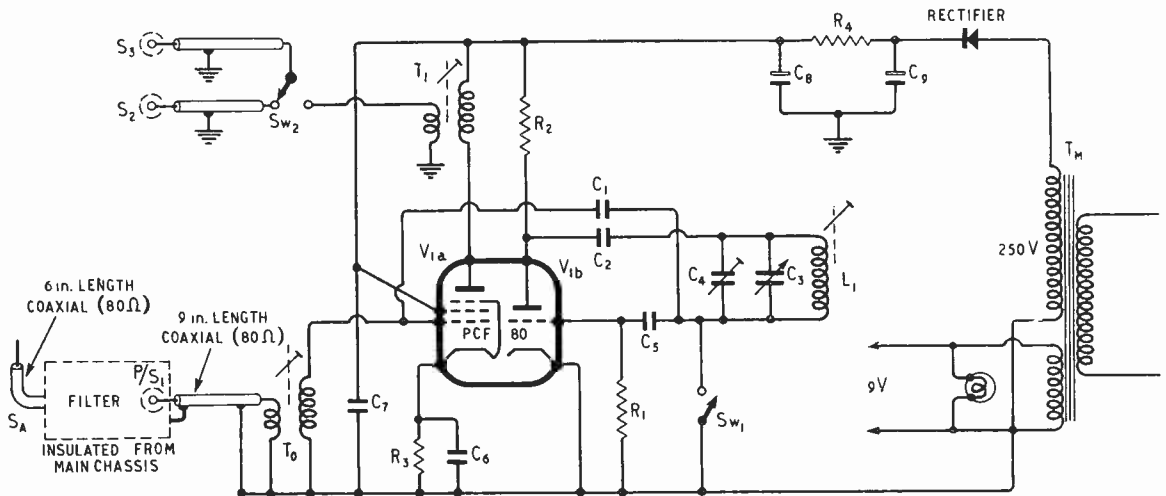 RECTIFIER
R4
S3
C8
C9
T1
S2
Sw2
R2
TM
C1
V1a
V1b
C2
250V
6 in. LENGTH
COAXIAL (80Ω)
C4
C3
L1
9 in. LENGTH
COAXIAL (80Ω)
PCF 80
C5
P/S1
FILTER
9V
SA
C7
R1
Sw1
INSULATED FROM
MAIN CHASSIS
T0
R3
C6